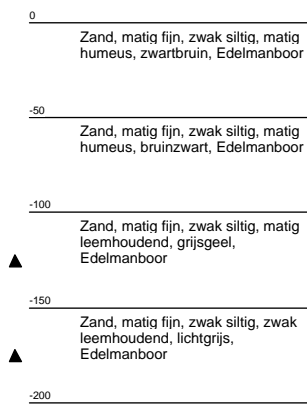 0
Zand, matig fijn, zwak siltig, matig
humeus, zwartbruin, Edelmanboor
-50
Zand, matig fijn, zwak siltig, matig
humeus, bruinzwart, Edelmanboor
-100
Zand, matig fijn, zwak siltig, matig
leemhoudend, grijsgeel,
Edelmanboor
-150
Zand, matig fijn, zwak siltig, zwak
leemhoudend, lichtgrijs,
Edelmanboor
-200